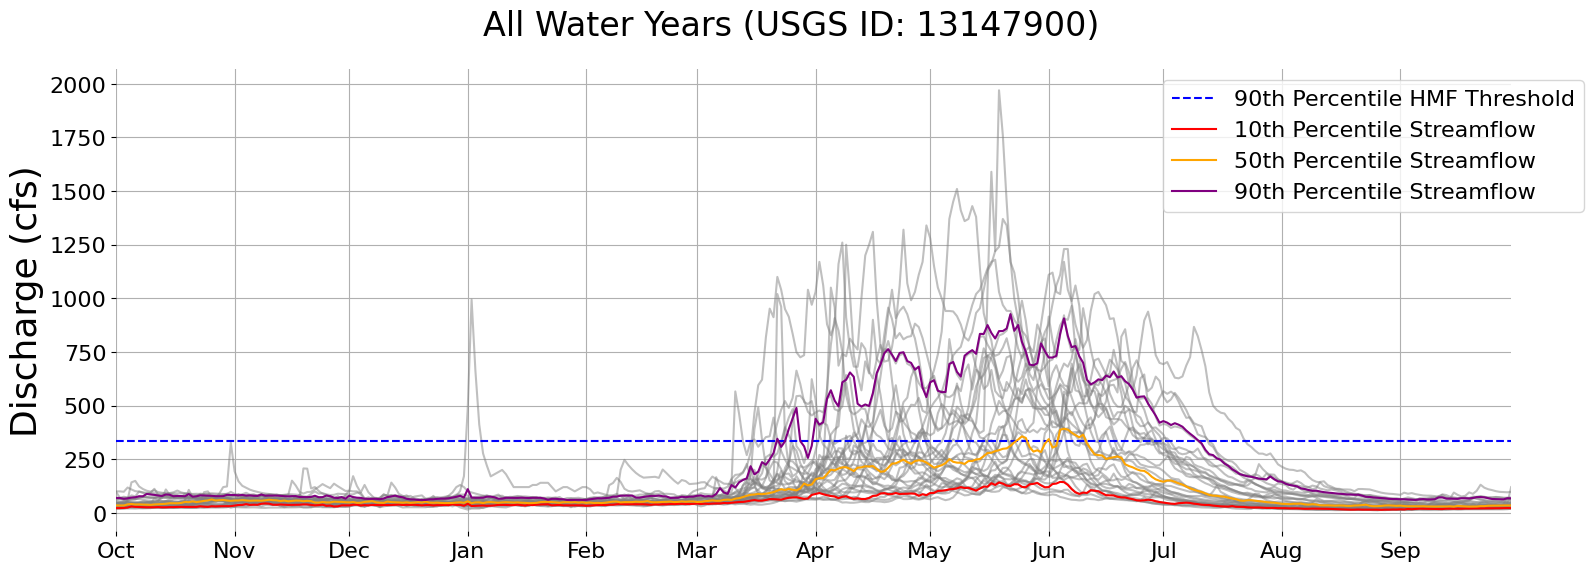 All Water Years (USGS ID: 13147900)
Discharge (cfs)
2000
1750
1500
1250
1000
750
500
250
0
Oct Nov Dec Jan Feb Mar Apr May Jun Jul Aug Sep
90th Percentile HMF Threshold
10th Percentile Streamflow
50th Percentile Streamflow
90th Percentile Streamflow